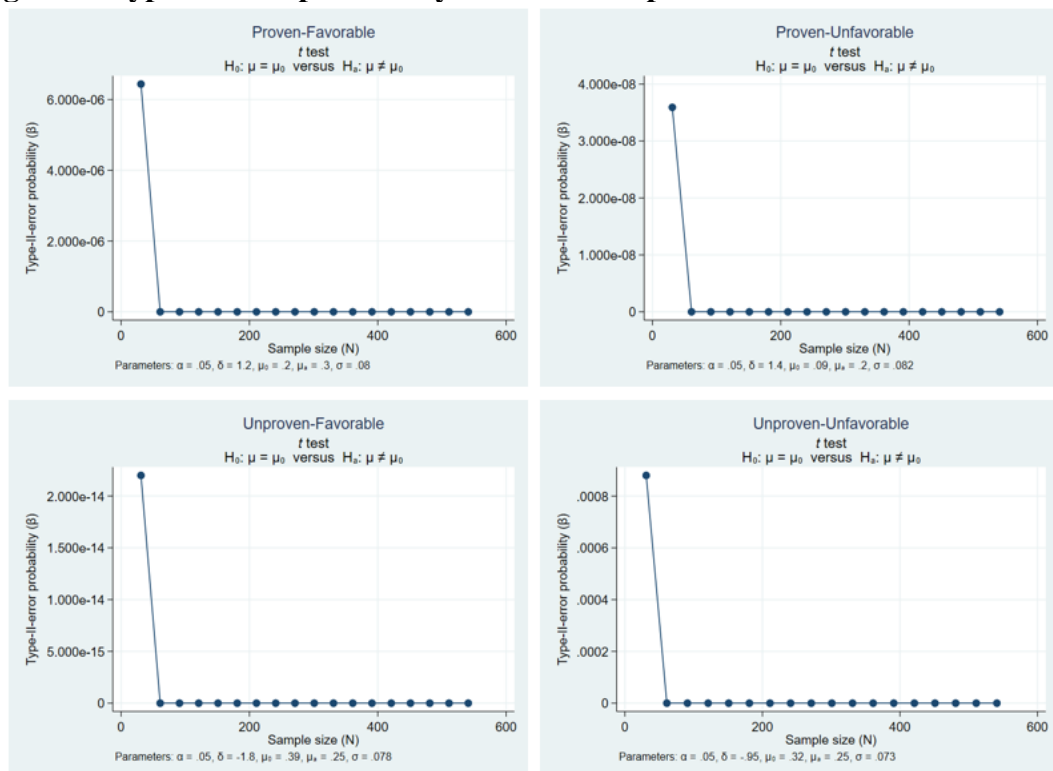 Proven-Favorable
t test
H₀: μ = μ₀ versus Hₐ: μ ≠ μ₀
Type-II-error probability (β)
6.000e-06
4.000e-06
2.000e-06
0
0
200
400
600
Sample size (N)
Parameters: α = .05, δ = 1.2, μ₀ = .2, μₐ = .3, σ = .08
Proven-Unfavorable
t test
H₀: μ = μ₀ versus Hₐ: μ ≠ μ₀
Type-II-error probability (β)
4.000e-08
3.000e-08
2.000e-08
1.000e-08
0
0
200
400
600
Sample size (N)
Parameters: α = .05, δ = 1.4, μ₀ = .09, μₐ = .2, σ = .082
Unproven-Favorable
t test
H₀: μ = μ₀ versus Hₐ: μ ≠ μ₀
Type-II-error probability (β)
2.000e-14
1.500e-14
1.000e-14
5.000e-15
0
0
200
400
600
Sample size (N)
Parameters: α = .05, δ = -1.8, μ₀ = .39, μₐ = .25, σ = .078
Unproven-Unfavorable
t test
H₀: μ = μ₀ versus Hₐ: μ ≠ μ₀
Type-II-error probability (β)
.0008
.0006
.0004
.0002
0
0
200
400
600
Sample size (N)
Parameters: α = .05, δ = -.95, μ₀ = .32, μₐ = .25, σ = .073